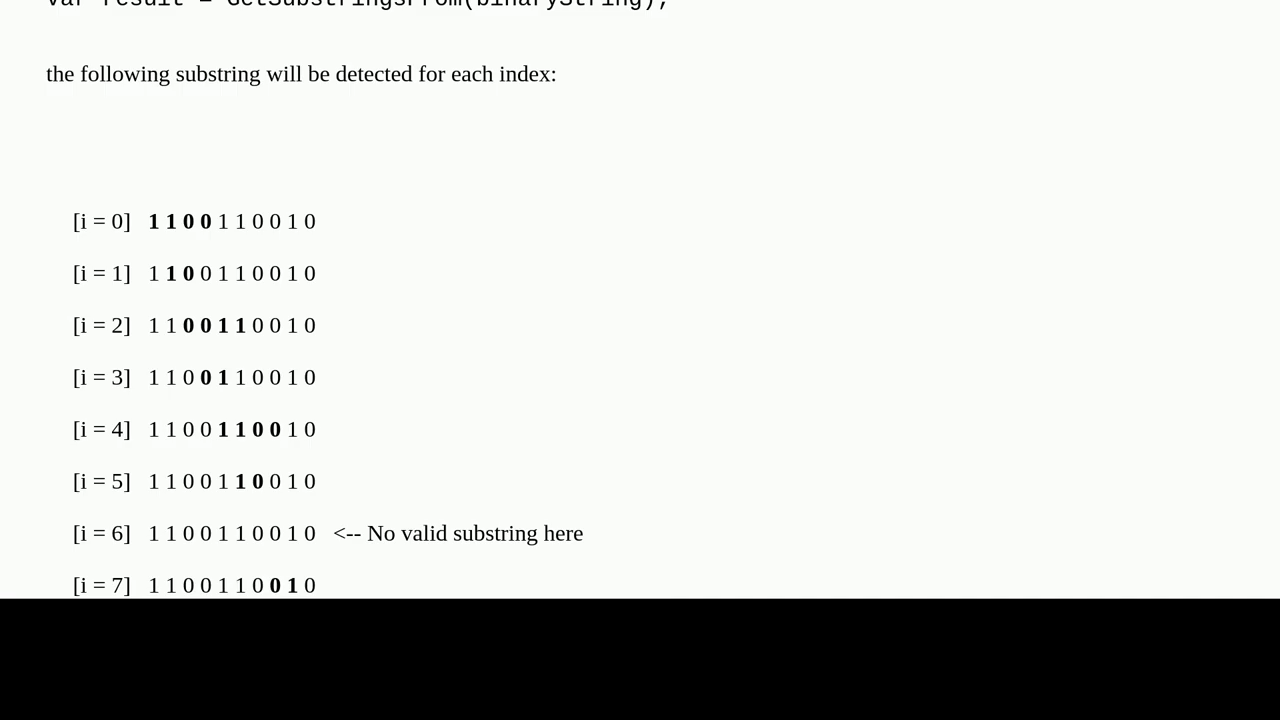 var result = GetSubstringsFrom(binaryString);
the following substring will be detected for each index:
[i = 0] 1 1 0 0 1 1 0 0 1 0
[i = 1] 1 1 0 0 1 1 0 0 1 0
[i = 2] 1 1 0 0 1 1 0 0 1 0
[i = 3] 1 1 0 0 1 1 0 0 1 0
[i = 4] 1 1 0 0 1 1 0 0 1 0
[i = 5] 1 1 0 0 1 1 0 0 1 0
[i = 6] 1 1 0 0 1 1 0 0 1 0 <-- No valid substring here
[i = 7] 1 1 0 0 1 1 0 0 1 0